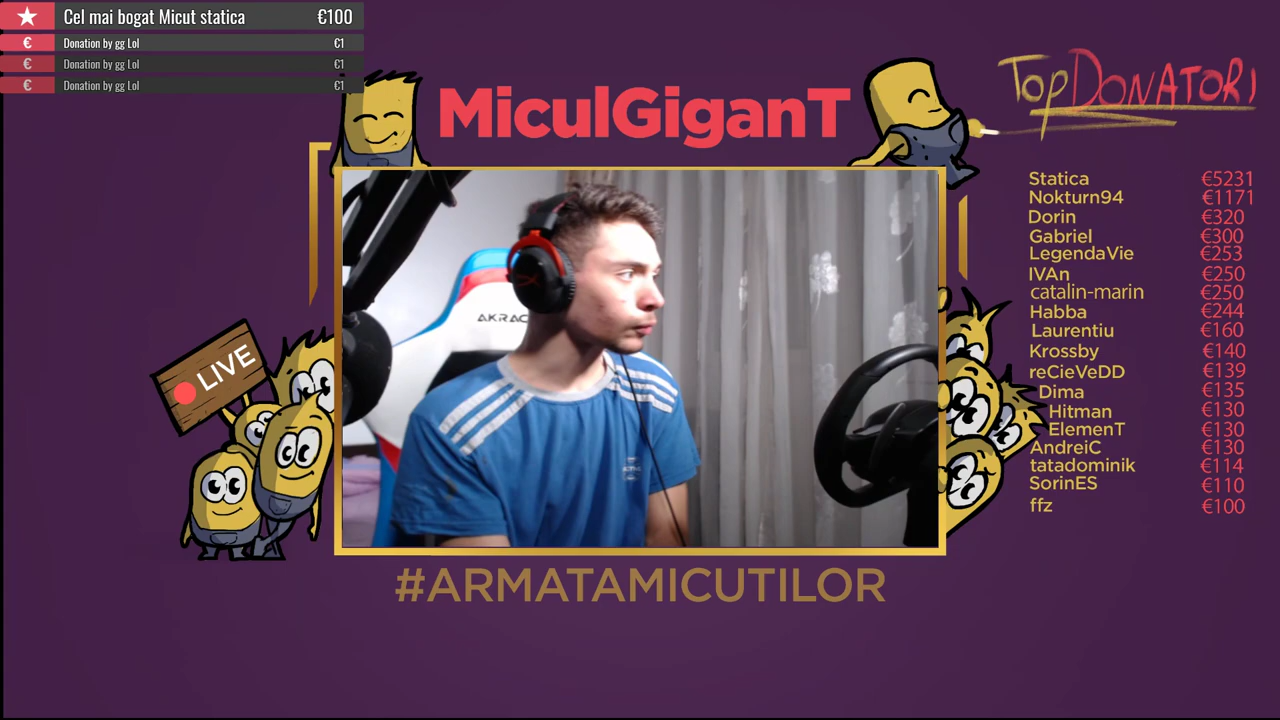 Cel mai bogat Micut statica €100
Donation by gg Lol €1
Donation by gg Lol €1
Donation by gg Lol €1
MiculGiganT
TOP DONATORI
Statica €5231
Nokturn94 €1171
Dorin €320
Gabriel €300
LegendaVie €253
IVAn €250
catalin-marin €250
Habba €244
Laurentiu €160
Krossby €140
reCieVeDD €139
Dima €135
Hitman €130
ElemenT €130
AndreiC €130
tatadominik €114
SorinES €110
ffz €100
LIVE
AKRAC
#ARMATAMICUTILOR